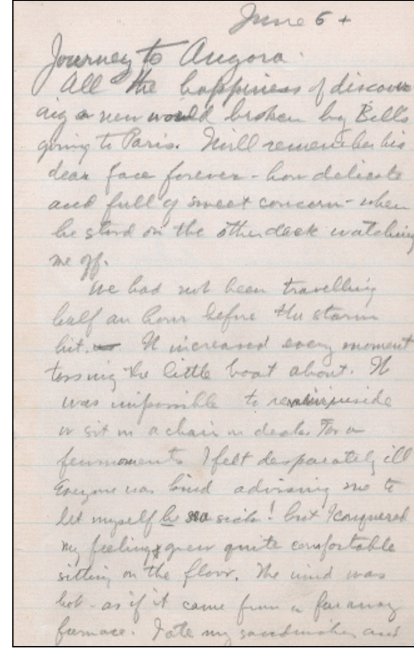 June 6 +
Journey to Angora.
All the happiness of discover
ing a new world broken by Bills
going to Paris. I will remember his
dear face forever - how delicate
and full of sweet concern - when
he stood on the other deck watching
me off.
We had not been travelling
half an hour before the storm
hit. It increased every moment
tossing the little boat about. It
was impossible to remain inside
or sit in a chair on deck. For a
few moments I felt desperately ill
Everyone was kind advising me to
let myself be sea sick! but I conquered
my feelings & grew quite comfortable
sitting on the floor. The wind was
hot - as if it came from a far away
furnace. I ate my sandwiches and